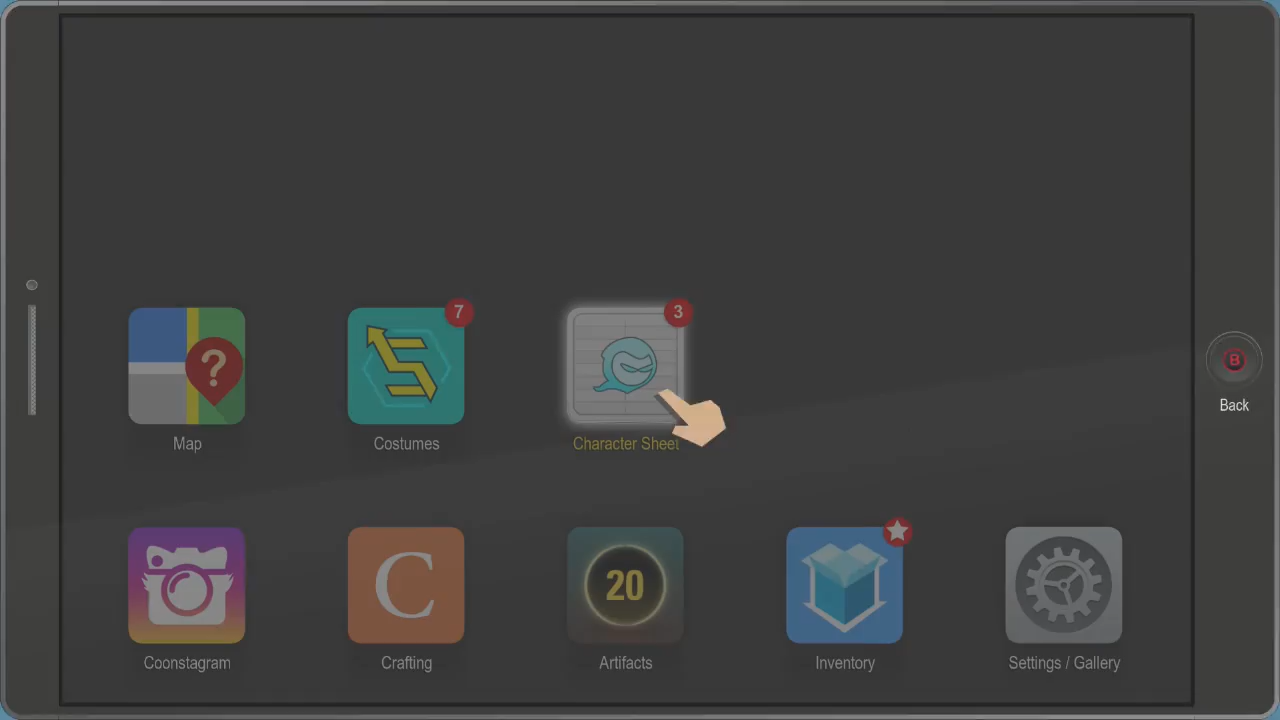 7
3
Map
Costumes
Character Sheet
B
Back
C
20
Coonstagram
Crafting
Artifacts
Inventory
Settings / Gallery